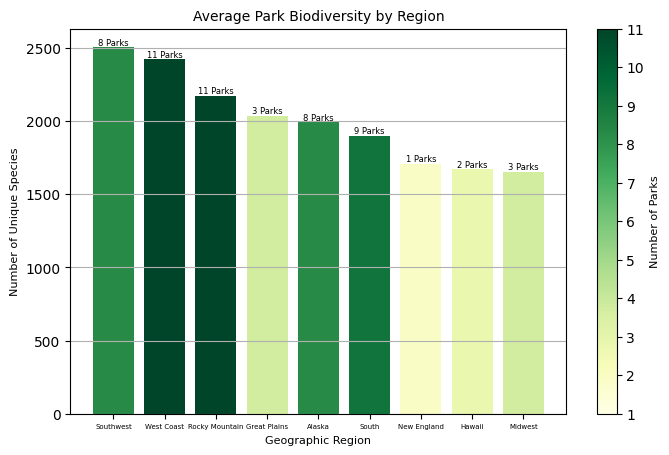 Average Park Biodiversity by Region
Number of Unique Species
2500
2000
1500
1000
500
0
8 Parks
11 Parks
11 Parks
3 Parks
8 Parks
9 Parks
1 Parks
2 Parks
3 Parks
Southwest
West Coast
Rocky Mountain
Great Plains
Alaska
South
New England
Hawaii
Midwest
Geographic Region
11
10
9
8
7
6
5
4
3
2
1
Number of Parks